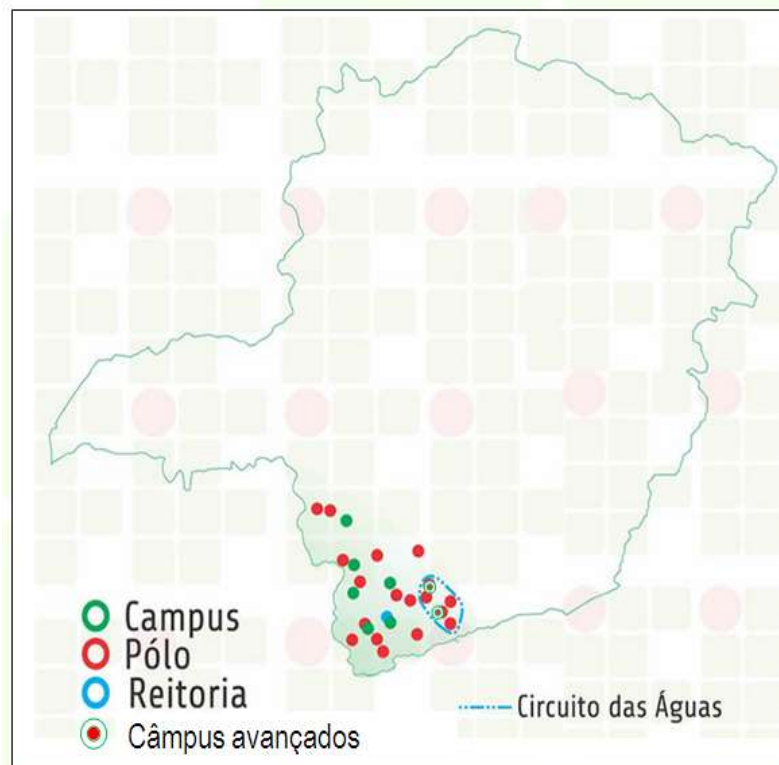 Campus
Pólo
Reitoria
Câmpus avançados
Circuito das Águas